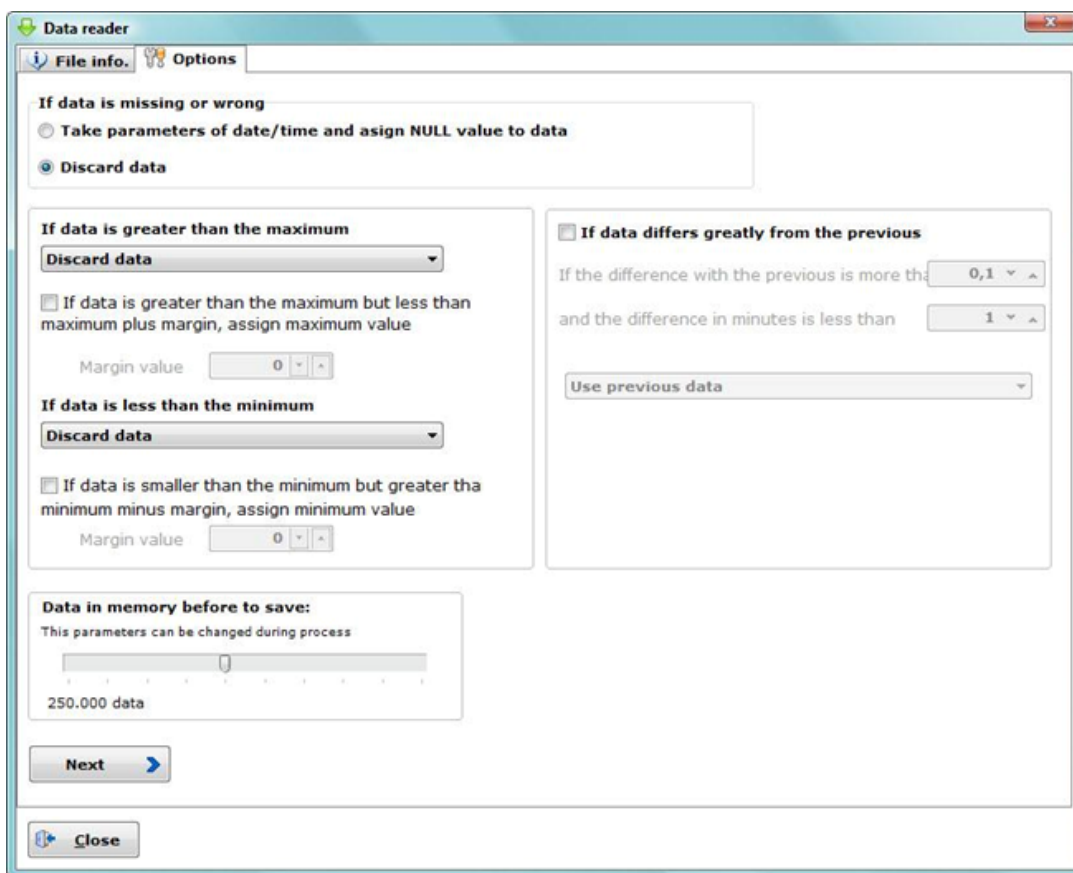 Data reader
File info.
Options
If data is missing or wrong
Take parameters of date/time and asign NULL value to data
Discard data
If data is greater than the maximum
Discard data
If data is greater than the maximum but less than
maximum plus margin, assign maximum value
Margin value 0
If data is less than the minimum
Discard data
If data is smaller than the minimum but greater tha
minimum minus margin, assign minimum value
Margin value 0
If data differs greatly from the previous
If the difference with the previous is more tha 0,1
and the difference in minutes is less than 1
Use previous data
Data in memory before to save:
This parameters can be changed during process
250.000 data
Next
Close